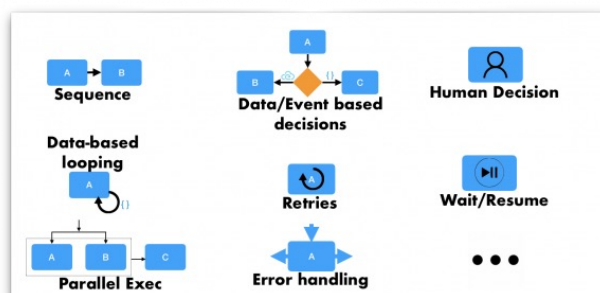 A
A B
Sequence
B {} C
Data/Event based
decisions
Human Decision
Data-based
looping
A
{}
A
Retries
Wait/Resume
A B C
Parallel Exec
A
Error handling